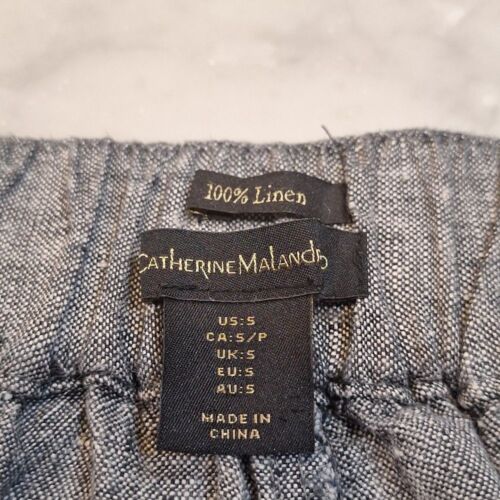 100% Linen
CATHERINE MALANDRINO
US:S
CA:S/P
UK:S
EU:S
AU:S
MADE IN
CHINA